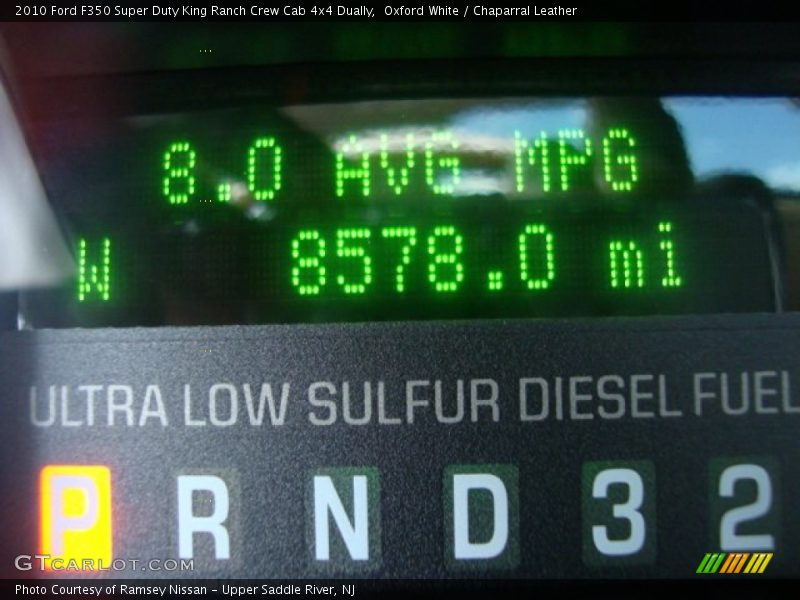 2010 Ford F350 Super Duty King Ranch Crew Cab 4x4 Dually,  Oxford White / Chaparral Leather
8.0 AVG MPG
W 8578.0 mi
ULTRA LOW SULFUR DIESEL FUEL
P R N D 3 2
GTCARLOT.COM
Photo Courtesy of Ramsey Nissan - Upper Saddle River, NJ